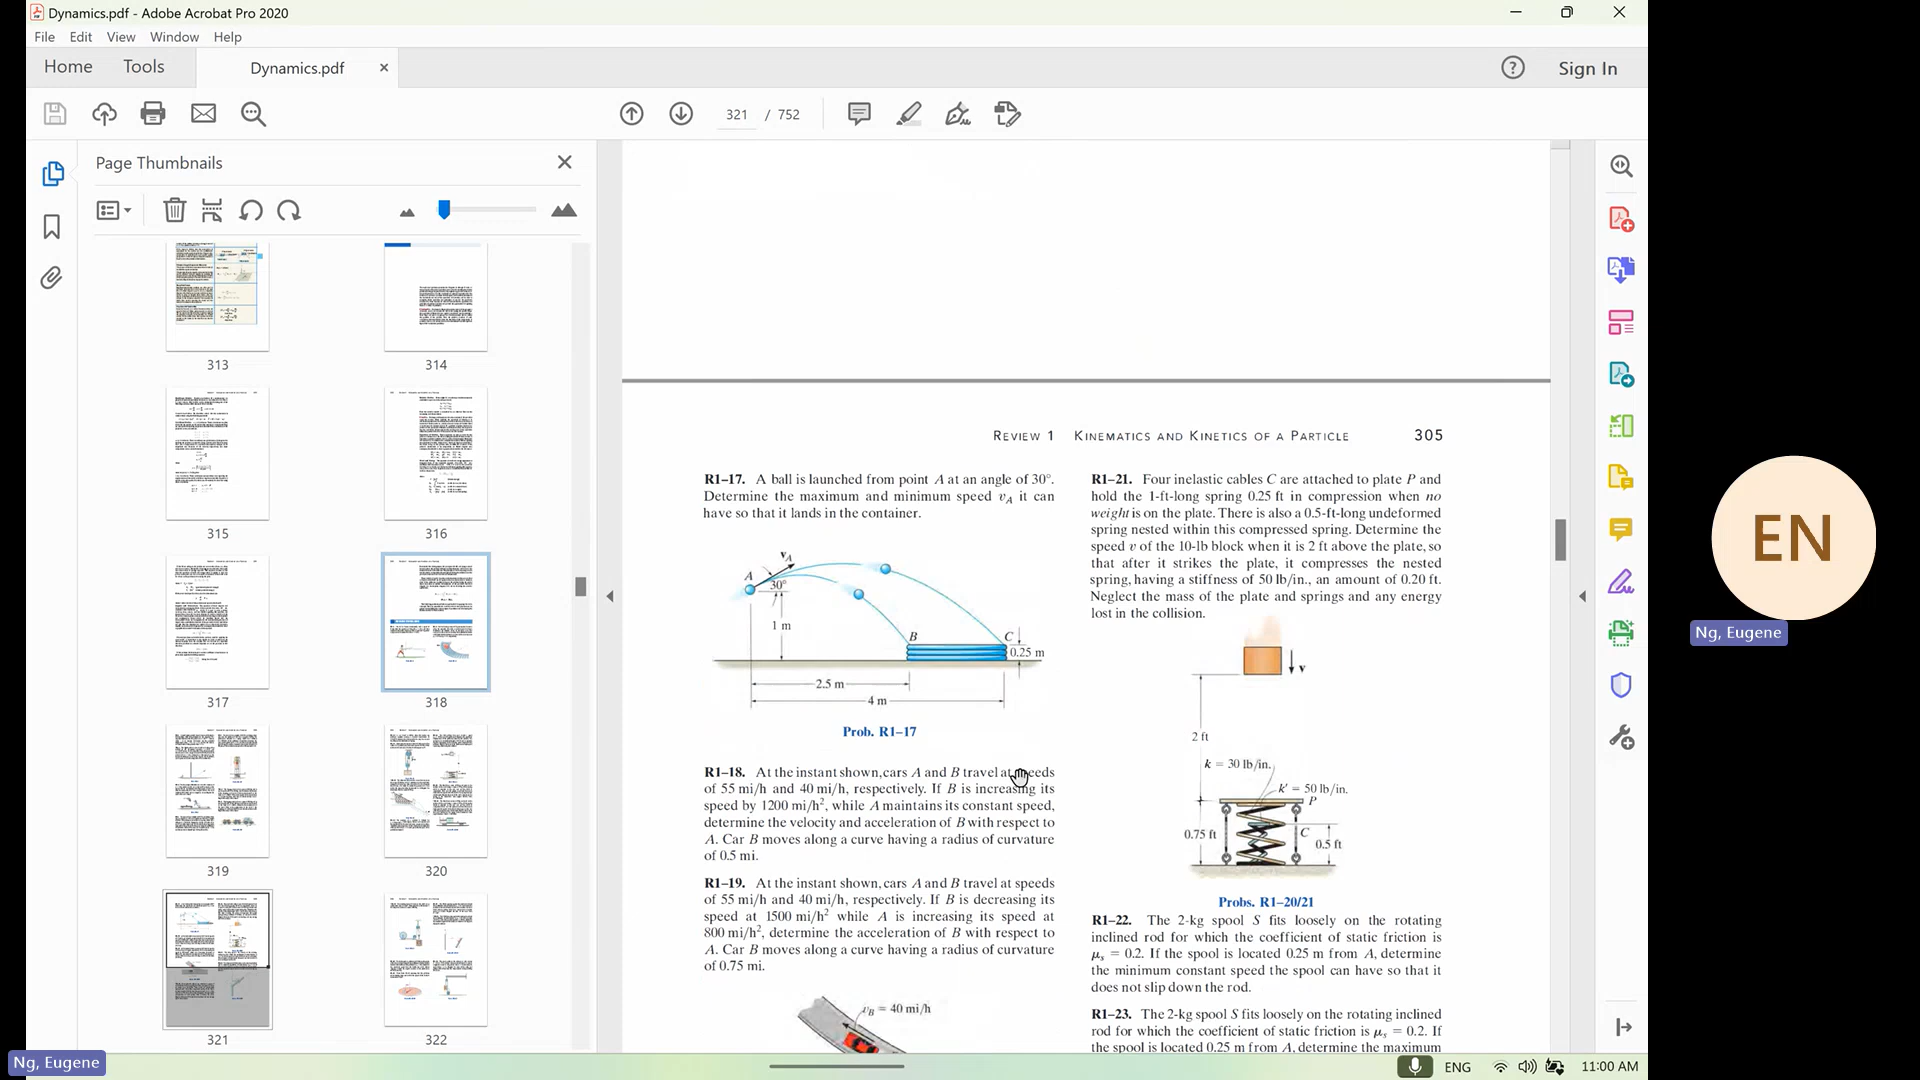 Dynamics.pdf - Adobe Acrobat Pro 2020
File Edit View Window Help
Home Tools Dynamics.pdf Sign In
321 / 752
Page Thumbnails
313 314
315 316
317 318
319 320
321 322
REVIEW 1 KINEMATICS AND KINETICS OF A PARTICLE 305
R1–17. A ball is launched from point A at an angle of 30°.
Determine the maximum and minimum speed vA it can
have so that it lands in the container.
vA
A
30°
1 m
B
C
0.25 m
2.5 m
4 m
Prob. R1–17
R1–18. At the instant shown, cars A and B travel at speeds
of 55 mi/h and 40 mi/h, respectively. If B is increasing its
speed by 1200 mi/h², while A maintains its constant speed,
determine the velocity and acceleration of B with respect to
A. Car B moves along a curve having a radius of curvature
of 0.5 mi.
R1–19. At the instant shown, cars A and B travel at speeds
of 55 mi/h and 40 mi/h, respectively. If B is decreasing its
speed at 1500 mi/h² while A is increasing its speed at
800 mi/h², determine the acceleration of B with respect to
A. Car B moves along a curve having a radius of curvature
of 0.75 mi.
vB = 40 mi/h
R1–21. Four inelastic cables C are attached to plate P and
hold the 1-ft-long spring 0.25 ft in compression when no
weight is on the plate. There is also a 0.5-ft-long undeformed
spring nested within this compressed spring. Determine the
speed v of the 10-lb block when it is 2 ft above the plate, so
that after it strikes the plate, it compresses the nested
spring, having a stiffness of 50 lb/in., an amount of 0.20 ft.
Neglect the mass of the plate and springs and any energy
lost in the collision.
v
2 ft
k = 30 lb/in.
k′ = 50 lb/in.
P
0.75 ft
C
0.5 ft
Probs. R1–20/21
R1–22. The 2-kg spool S fits loosely on the rotating
inclined rod for which the coefficient of static friction is
μs = 0.2. If the spool is located 0.25 m from A, determine
the minimum constant speed the spool can have so that it
does not slip down the rod.
R1–23. The 2-kg spool S fits loosely on the rotating inclined
rod for which the coefficient of static friction is μs = 0.2. If
the spool is located 0.25 m from A, determine the maximum
EN
Ng, Eugene
Ng, Eugene
ENG 11:00 AM